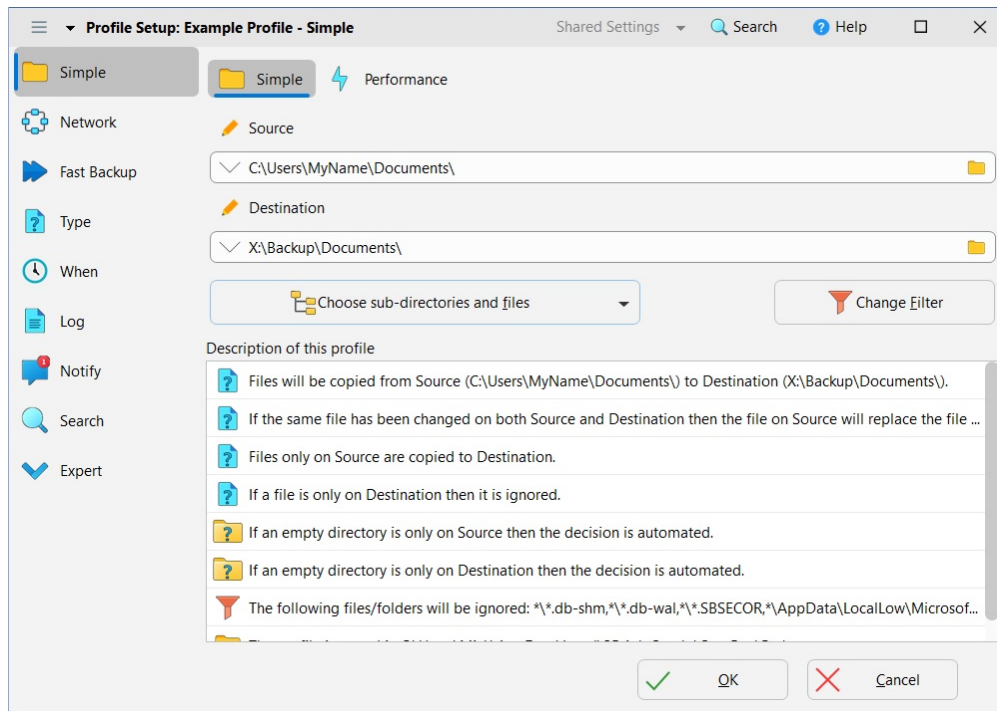 Profile Setup: Example Profile - Simple
Shared Settings
Search
Help
Simple
Network
Fast Backup
Type
When
Log
Notify
1
Search
Expert
Simple
Performance
Source
C:\Users\MyName\Documents\
Destination
X:\Backup\Documents\
Choose sub-directories and files
Change Filter
Description of this profile
Files will be copied from Source (C:\Users\MyName\Documents\) to Destination (X:\Backup\Documents\).
If the same file has been changed on both Source and Destination then the file on Source will replace the file ...
Files only on Source are copied to Destination.
If a file is only on Destination then it is ignored.
If an empty directory is only on Source then the decision is automated.
If an empty directory is only on Destination then the decision is automated.
The following files/folders will be ignored: *\*.db-shm,*\*.db-wal,*\*.SBSECOR,*\AppData\LocalLow\Microsof...
OK
Cancel